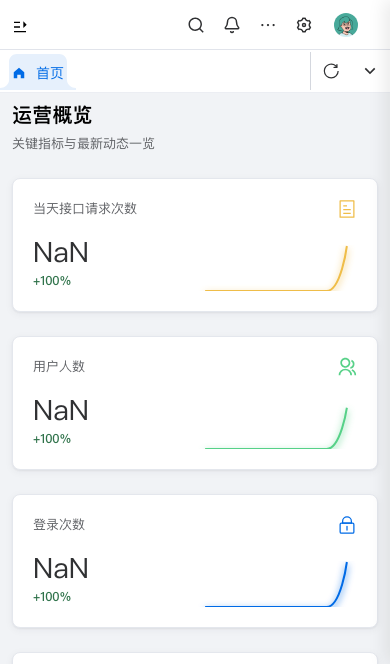 首页
运营概览
关键指标与最新动态一览
当天接口请求次数
NaN
+100%
用户人数
NaN
+100%
登录次数
NaN
+100%